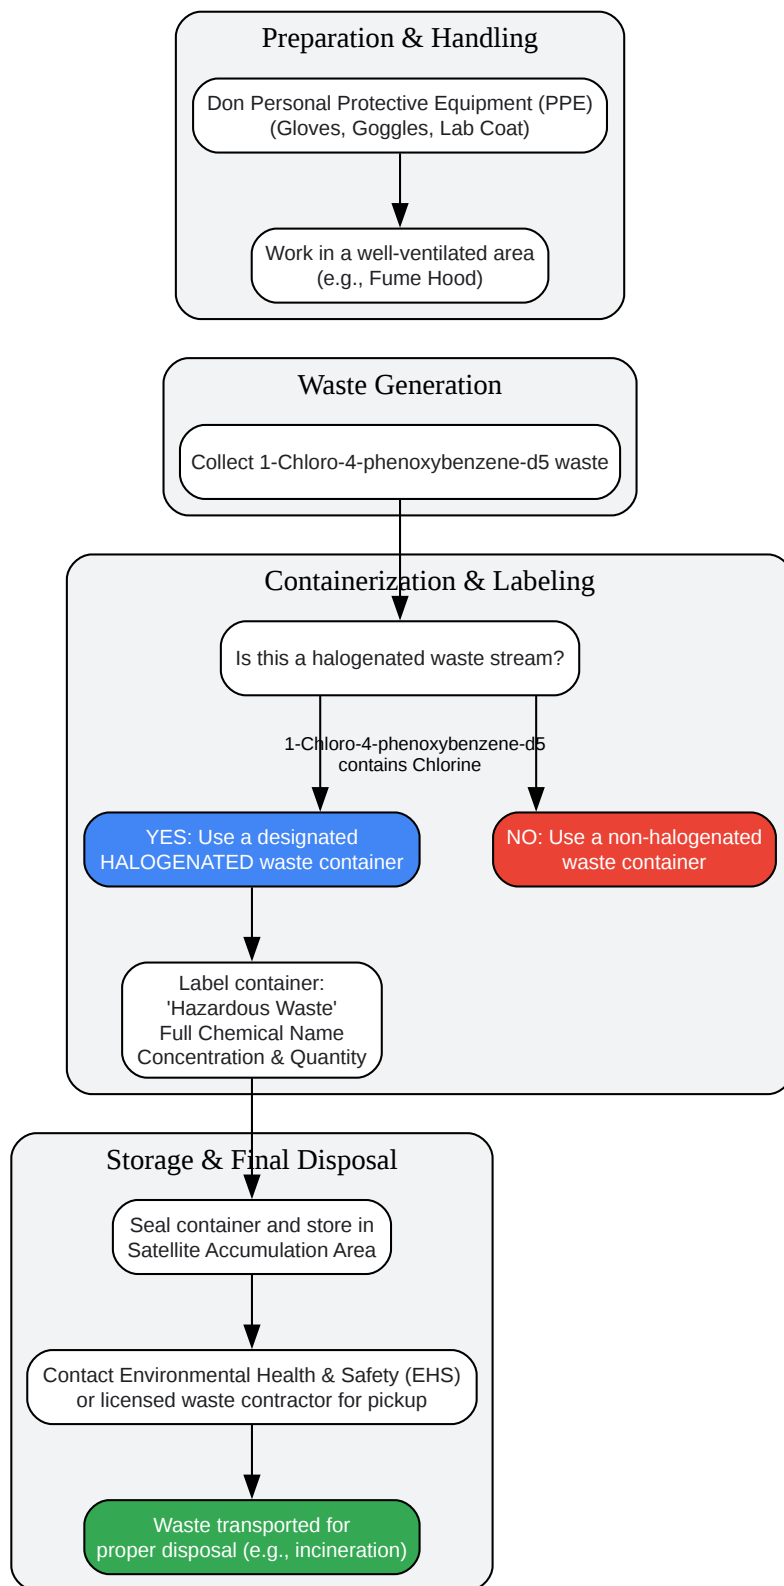 Preparation & Handling
Don Personal Protective Equipment (PPE)
(Gloves, Goggles, Lab Coat)
Work in a well-ventilated area
(e.g., Fume Hood)
Waste Generation
Collect 1-Chloro-4-phenoxybenzene-d5 waste
Containerization & Labeling
Is this a halogenated waste stream?
1-Chloro-4-phenoxybenzene-d5
contains Chlorine
YES: Use a designated
HALOGENATED waste container
NO: Use a non-halogenated
waste container
Label container:
'Hazardous Waste'
Full Chemical Name
Concentration & Quantity
Storage & Final Disposal
Seal container and store in
Satellite Accumulation Area
Contact Environmental Health & Safety (EHS)
or licensed waste contractor for pickup
Waste transported for
proper disposal (e.g., incineration)